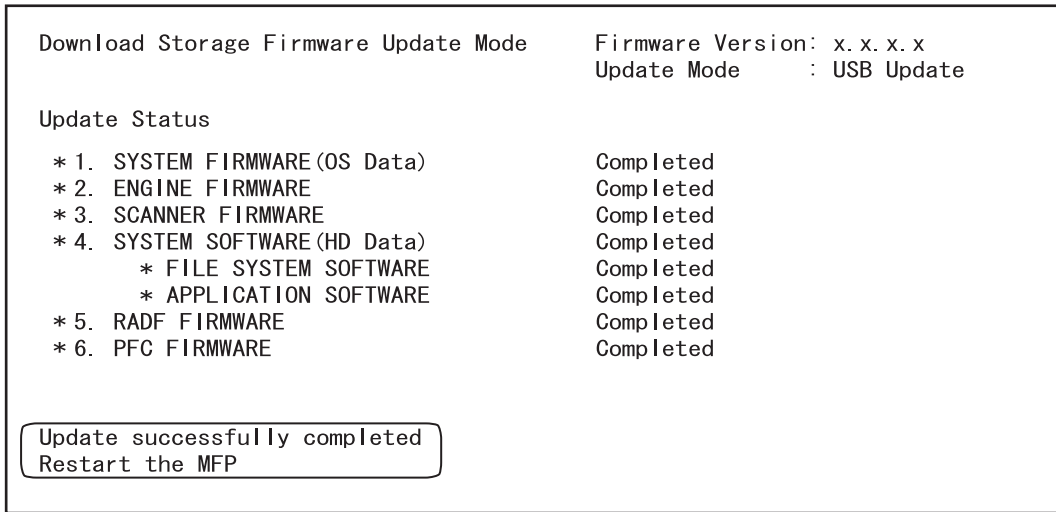 Download Storage Firmware Update Mode Firmware Version: x.x.x.x
Update Mode : USB Update
Update Status
*1. SYSTEM FIRMWARE(OS Data) Completed
*2. ENGINE FIRMWARE Completed
*3. SCANNER FIRMWARE Completed
*4. SYSTEM SOFTWARE(HD Data) Completed
* FILE SYSTEM SOFTWARE Completed
* APPLICATION SOFTWARE Completed
*5. RADF FIRMWARE Completed
*6. PFC FIRMWARE Completed
Update successfully completed
Restart the MFP